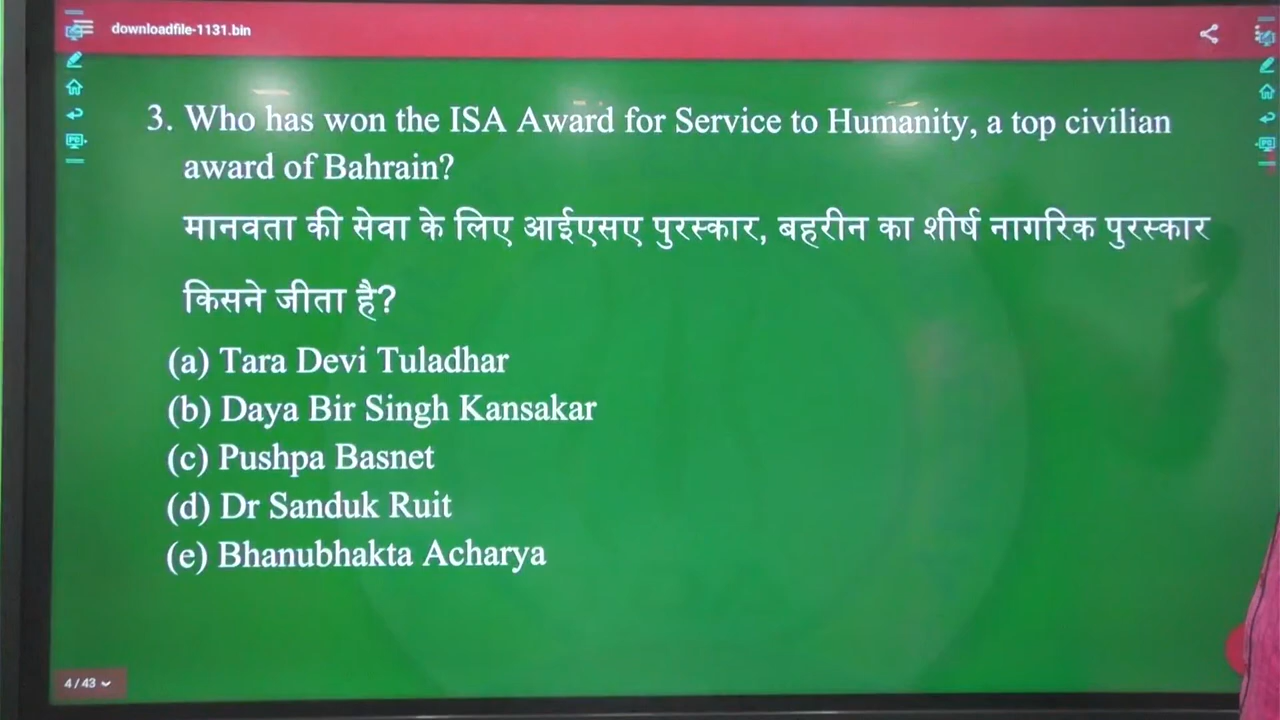 downloadfile-1131.bin
3. Who has won the ISA Award for Service to Humanity, a top civilian
award of Bahrain?
मानवता की सेवा के लिए आईएसए पुरस्कार, बहरीन का शीर्ष नागरिक पुरस्कार
किसने जीता है?
(a) Tara Devi Tuladhar
(b) Daya Bir Singh Kansakar
(c) Pushpa Basnet
(d) Dr Sanduk Ruit
(e) Bhanubhakta Acharya
4 / 43